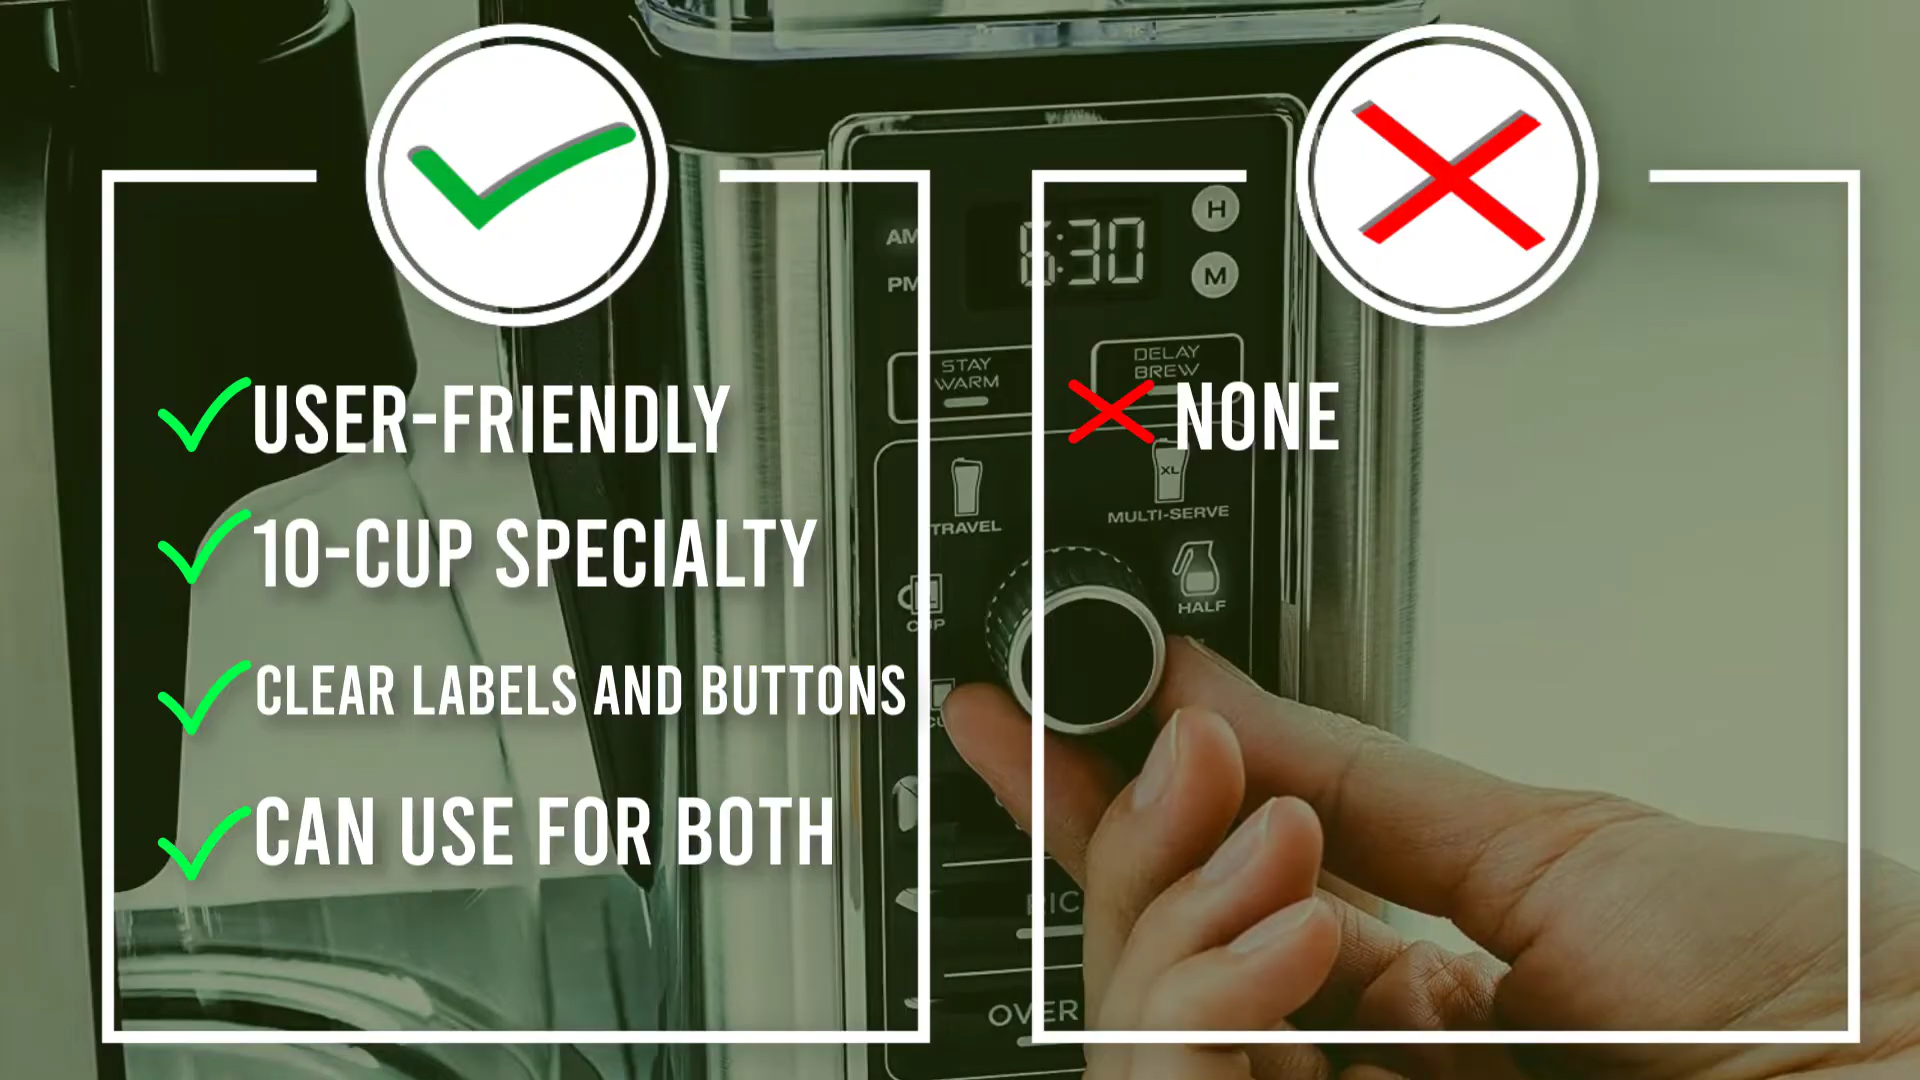 AM
PM
6:30
H
M
STAY
WARM
DELAY
BREW
USER-FRIENDLY
NONE
XL
TRAVEL
MULTI-SERVE
10-CUP SPECIALTY
CUP
HALF
CLEAR LABELS AND BUTTONS
CAN USE FOR BOTH
OVER